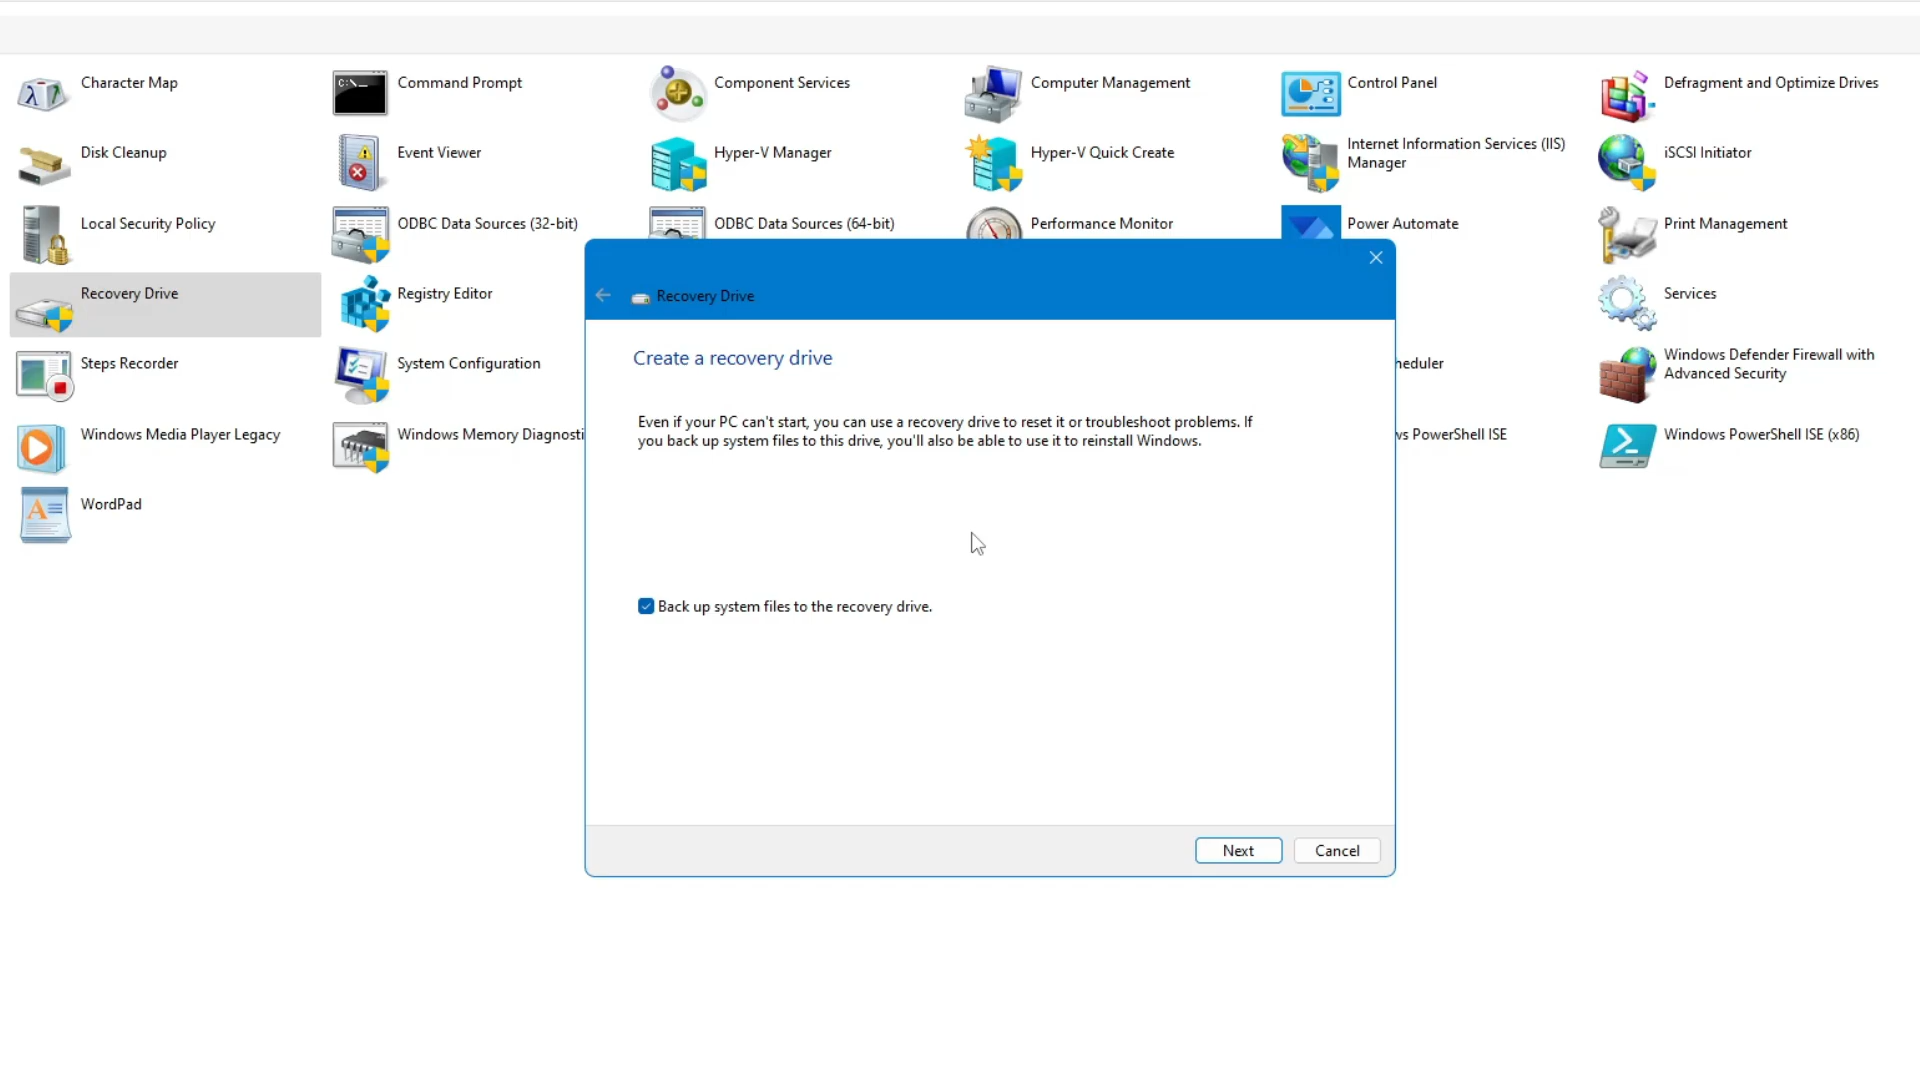 Character Map
Command Prompt
Component Services
Computer Management
Control Panel
Defragment and Optimize Drives
Disk Cleanup
Event Viewer
Hyper-V Manager
Hyper-V Quick Create
Internet Information Services (IIS)
Manager
iSCSI Initiator
Local Security Policy
ODBC Data Sources (32-bit)
ODBC Data Sources (64-bit)
Performance Monitor
Power Automate
Print Management
Recovery Drive
Registry Editor
Services
Steps Recorder
System Configuration
heduler
Windows Defender Firewall with
Advanced Security
Windows Media Player Legacy
Windows Memory Diagnosti
vs PowerShell ISE
Windows PowerShell ISE (x86)
WordPad
Recovery Drive
Create a recovery drive
Even if your PC can't start, you can use a recovery drive to reset it or troubleshoot problems. If
you back up system files to this drive, you'll also be able to use it to reinstall Windows.
Back up system files to the recovery drive.
Next
Cancel